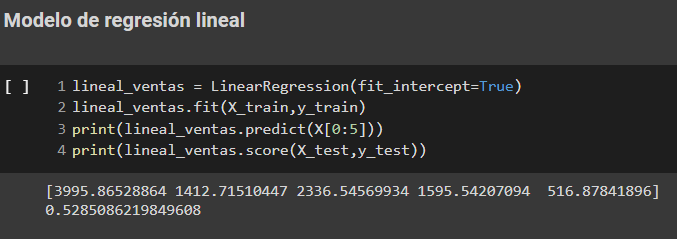 Modelo de regresión lineal
[ ] 1 lineal_ventas = LinearRegression(fit_intercept=True)
2 lineal_ventas.fit(X_train,y_train)
3 print(lineal_ventas.predict(X[0:5]))
4 print(lineal_ventas.score(X_test,y_test))
[3995.86528864 1412.71510447 2336.54569934 1595.54207094  516.87841896]
0.5285086219849608